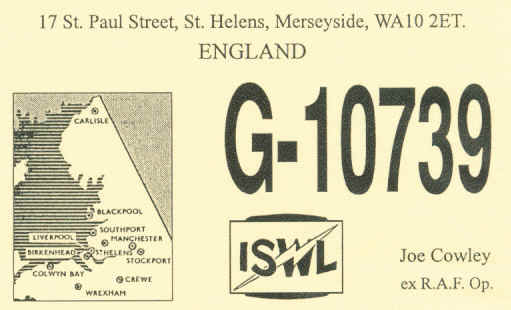 17 St. Paul Street, St. Helens, Merseyside, WA10 2ET.
ENGLAND
G-10739
CARLISLE
BLACKPOOL
SOUTHPORT
LIVERPOOL
MANCHESTER
BIRKENHEAD
ST HELENS
STOCKPORT
COLWYN BAY
CREWE
WREXHAM
ISWL
Joe Cowley
ex R.A.F. Op.